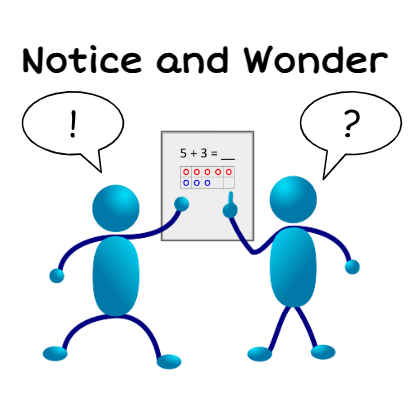 Notice and Wonder
!
?
5 + 3 = __